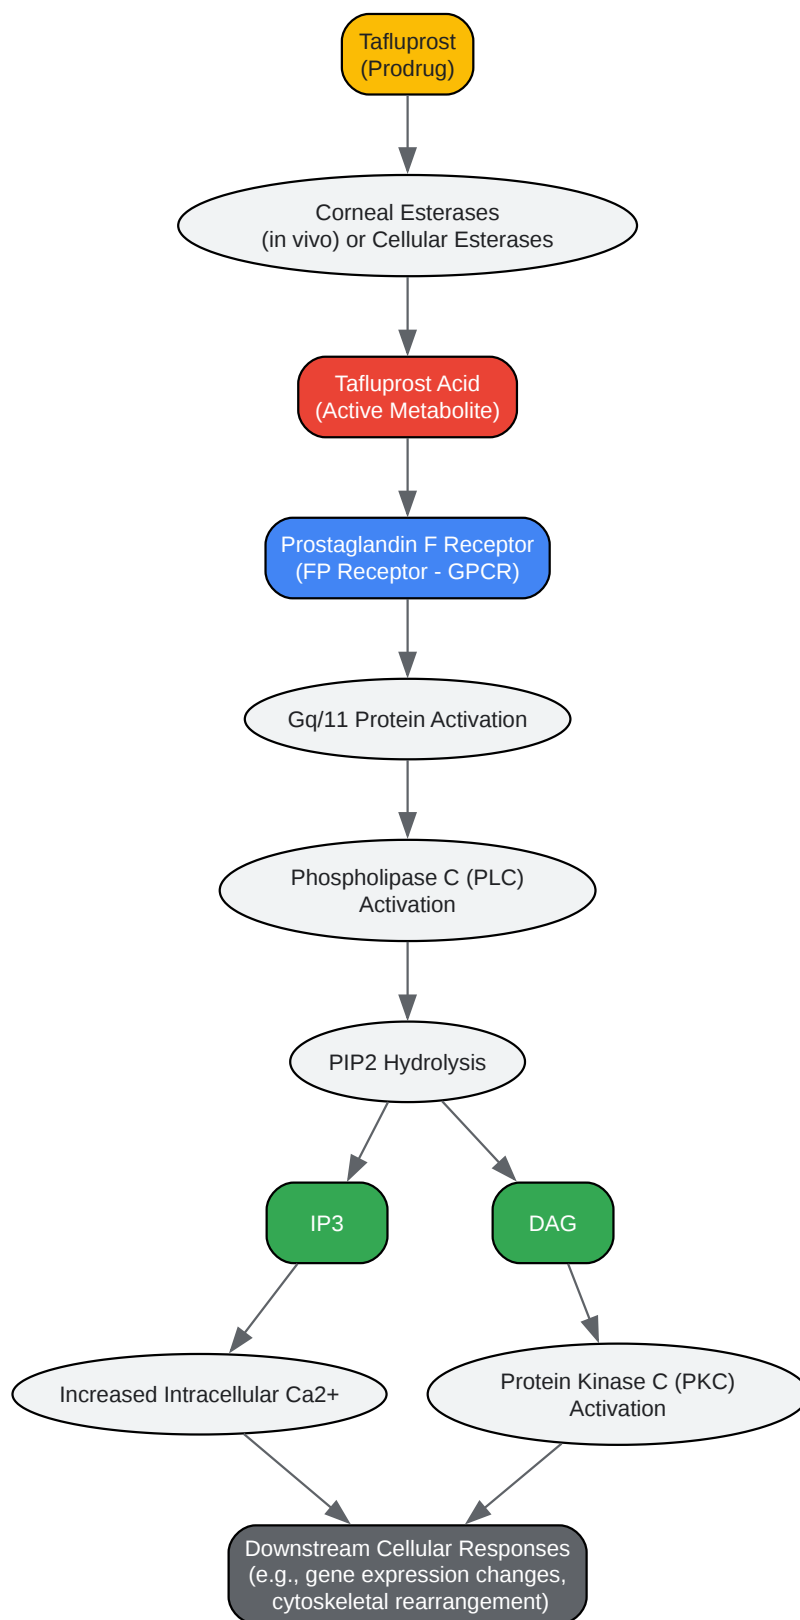 Tafluprost
(Prodrug)
Corneal Esterases
(in vivo) or Cellular Esterases
Tafluprost Acid
(Active Metabolite)
Prostaglandin F Receptor
(FP Receptor - GPCR)
Gq/11 Protein Activation
Phospholipase C (PLC)
Activation
PIP2 Hydrolysis
IP3
DAG
Increased Intracellular Ca2+
Protein Kinase C (PKC)
Activation
Downstream Cellular Responses
(e.g., gene expression changes,
cytoskeletal rearrangement)